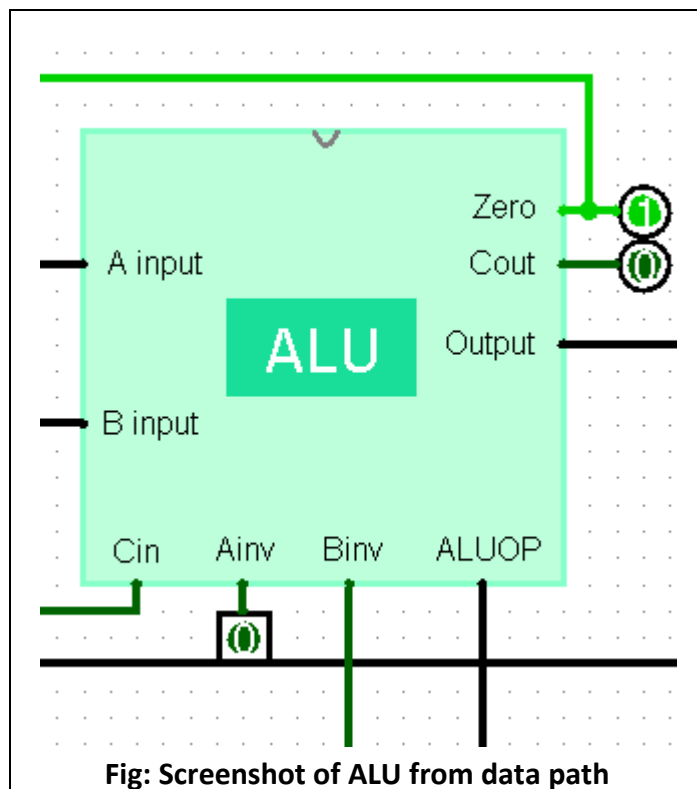 Zero
1
A input
Cout
0
ALU
Output
B input
Cin Ainv Binv ALUOP
0
Fig: Screenshot of ALU from data path